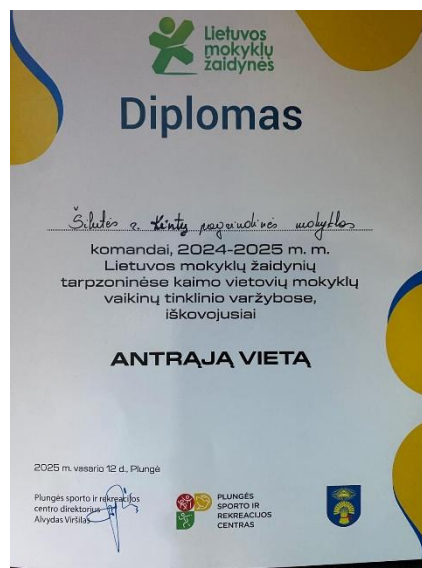 Lietuvos
mokyklų
žaidynės
Diplomas
Šilutės r. Kintų pagrindinės mokyklos
komandai, 2024-2025 m. m.
Lietuvos mokyklų žaidynių
tarpzoninėse kaimo vietovių mokyklų
vaikinų tinklinio varžybose,
iškovojusiai
ANTRĄJĄ VIETĄ
2025 m. vasario 12 d., Plungė
Plungės sporto ir rekreacijos
centro direktorius
Alvydas Viršilas
PLUNGĖS
SPORTO IR
REKREACIJOS
CENTRAS